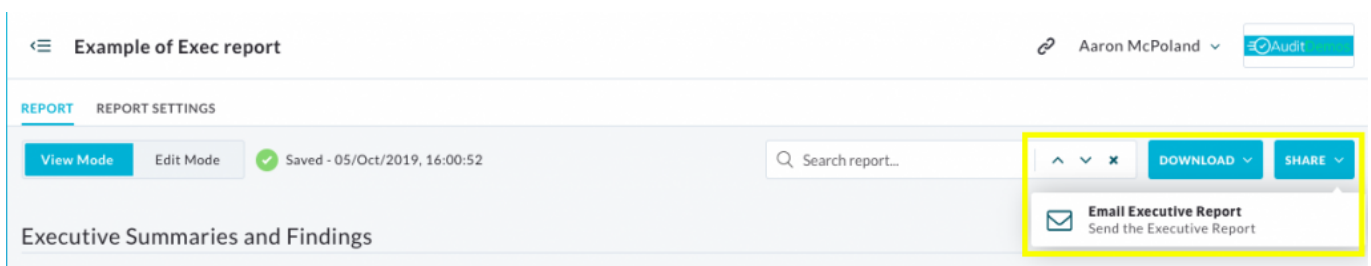 Example of Exec report
Aaron McPoland
Audit
REPORT REPORT SETTINGS
View Mode Edit Mode Saved - 05/Oct/2019, 16:00:52
Search report...
DOWNLOAD
SHARE
Email Executive Report
Send the Executive Report
Executive Summaries and Findings